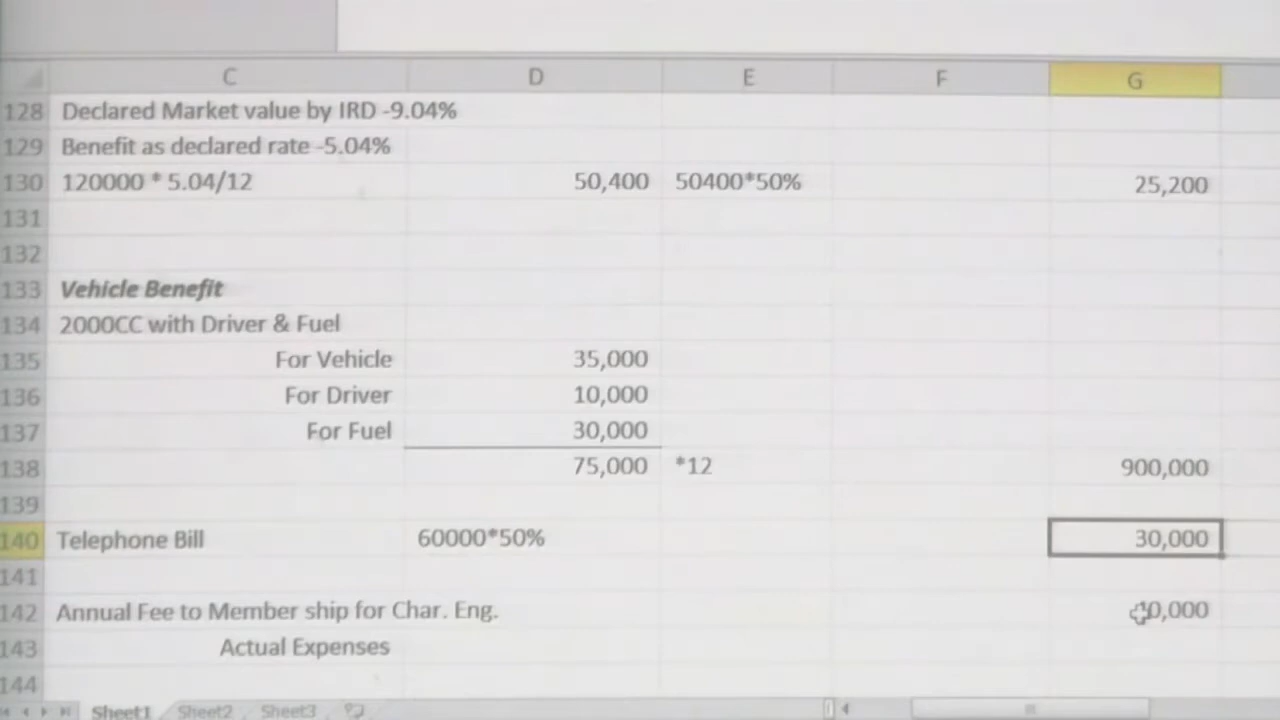 C D E F G
128 Declared Market value by IRD -9.04%
129 Benefit as declared rate -5.04%
130 120000 * 5.04/12 50,400 50400*50% 25,200
131
132
133 Vehicle Benefit
134 2000CC with Driver & Fuel
135 For Vehicle 35,000
136 For Driver 10,000
137 For Fuel 30,000
138 75,000 *12 900,000
139
140 Telephone Bill 60000*50% 30,000
141
142 Annual Fee to Member ship for Char. Eng. 0,000
143 Actual Expenses
144
Sheet1 Sheet2 Sheet3